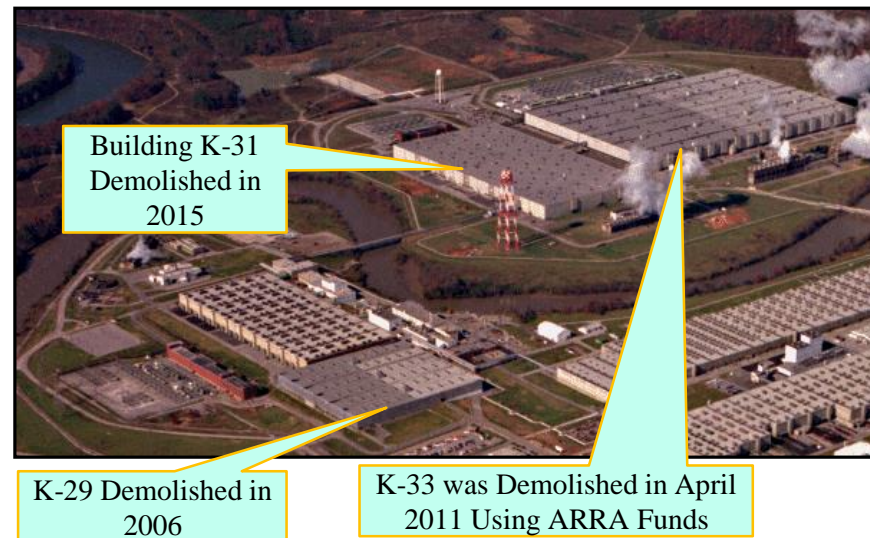 Building K-31
Demolished in
2015
K-29 Demolished in
2006
K-33 was Demolished in April
2011 Using ARRA Funds